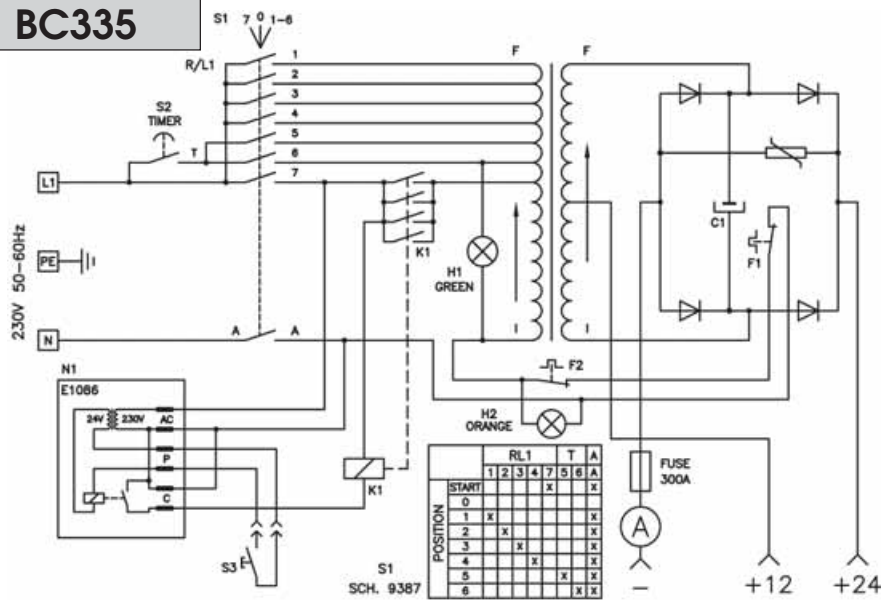 BC335
S1 7 0 1-6
R/L1
1
2
3
4
5
6
7
S2
TIMER
T
L1
PE
N
230V 50-60Hz
A A
K1
H1
GREEN
F F
I I
C1
F1
F2
H2
ORANGE
N1
E1086
24V 230V AC
P
C
K1
S3
S1
SCH. 9387
RL1 T A
1 2 3 4 7 5 6 A
POSITION
START x x
0
1 x x
2 x x
3 x x
4 x x
5 x x
6 x x
FUSE
300A
A
− +12 +24